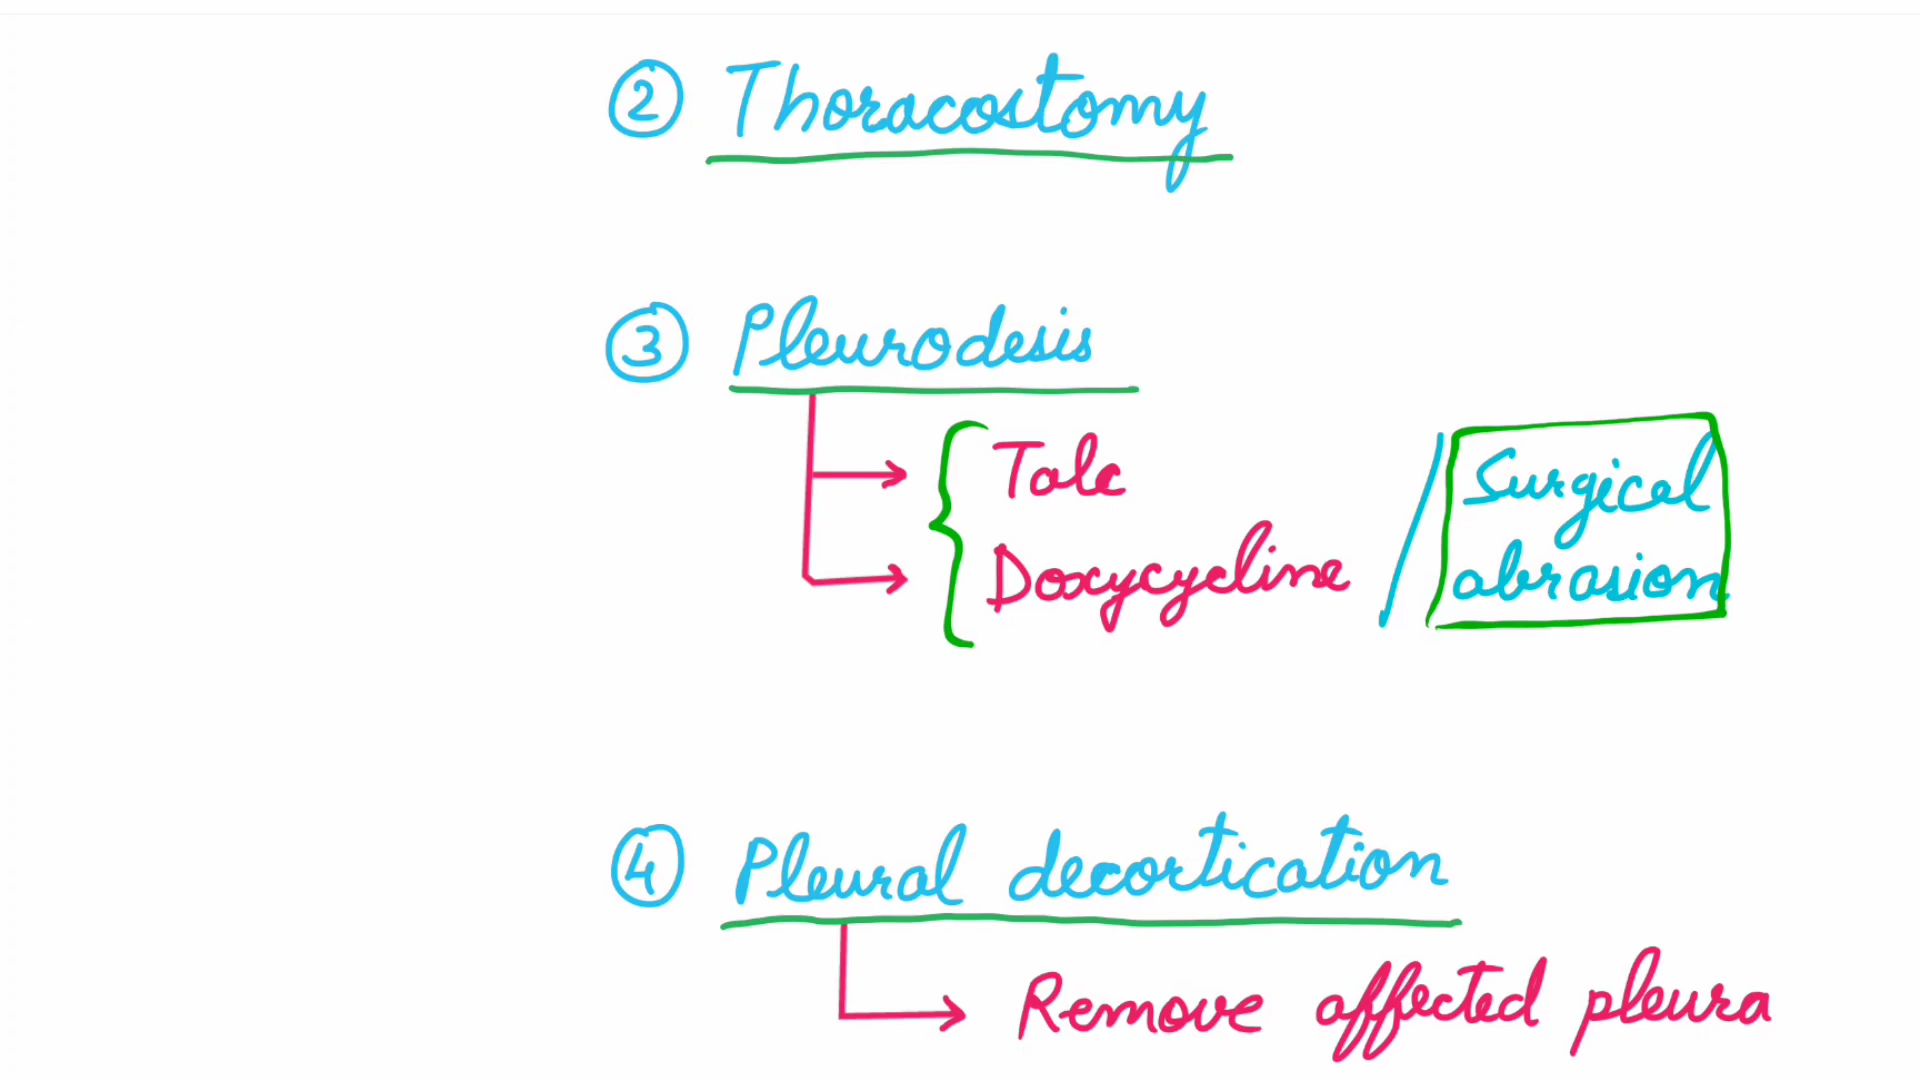 ② Thoracostomy
③ Pleurodesis
Talc
Doxycycline
/ Surgical
abrasion
④ Pleural decortication
Remove affected pleura